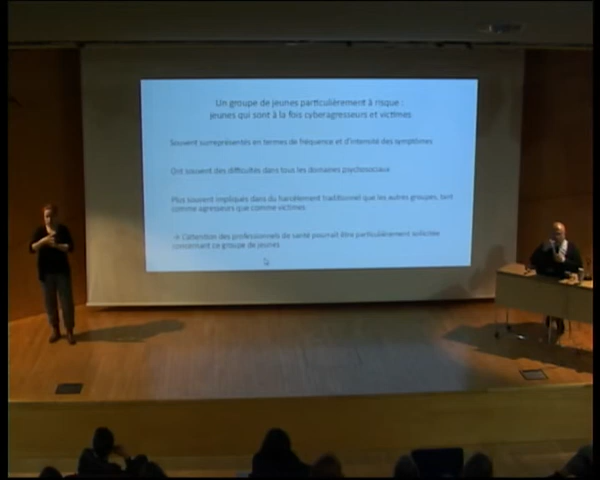 Un groupe de jeunes particulièrement à risque :
jeunes qui sont à la fois cyberagresseurs et victimes
Souvent surreprésentés en termes de fréquence et d'intensité des symptômes
Ont souvent des difficultés dans tous les domaines psychosociaux
Plus souvent impliqués dans du harcèlement traditionnel que les autres groupes, tant
comme agresseurs que comme victimes
→ L'attention des professionnels de santé pourrait être particulièrement sollicitée
concernant ce groupe de jeunes